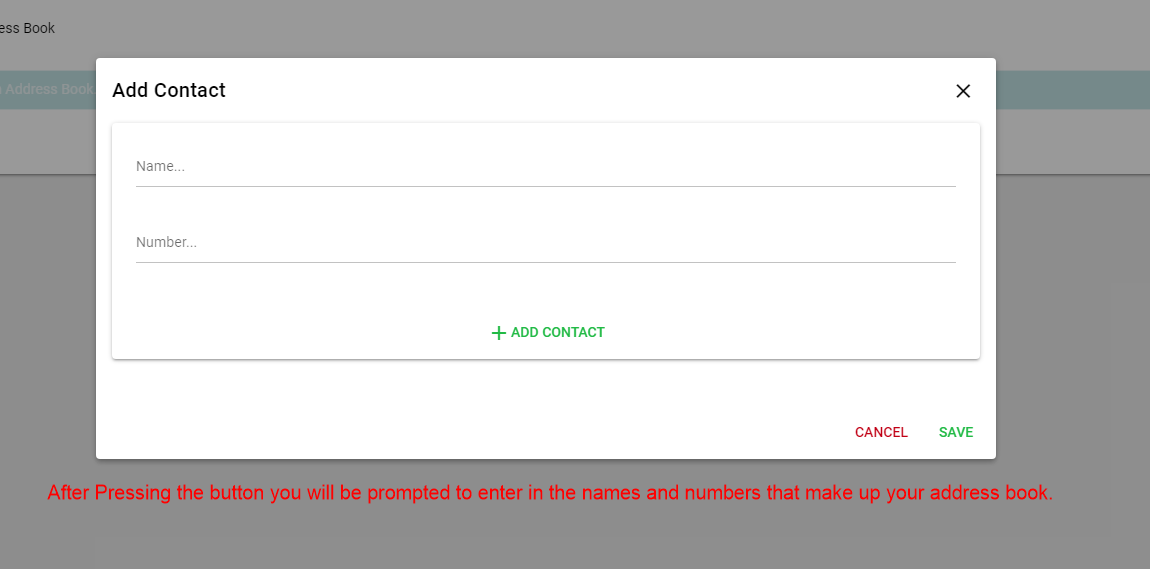 ess Book
Address Book
Add Contact
Name...
Number...
ADD CONTACT
CANCEL
SAVE
After Pressing the button you will be prompted to enter in the names and numbers that make up your address book.